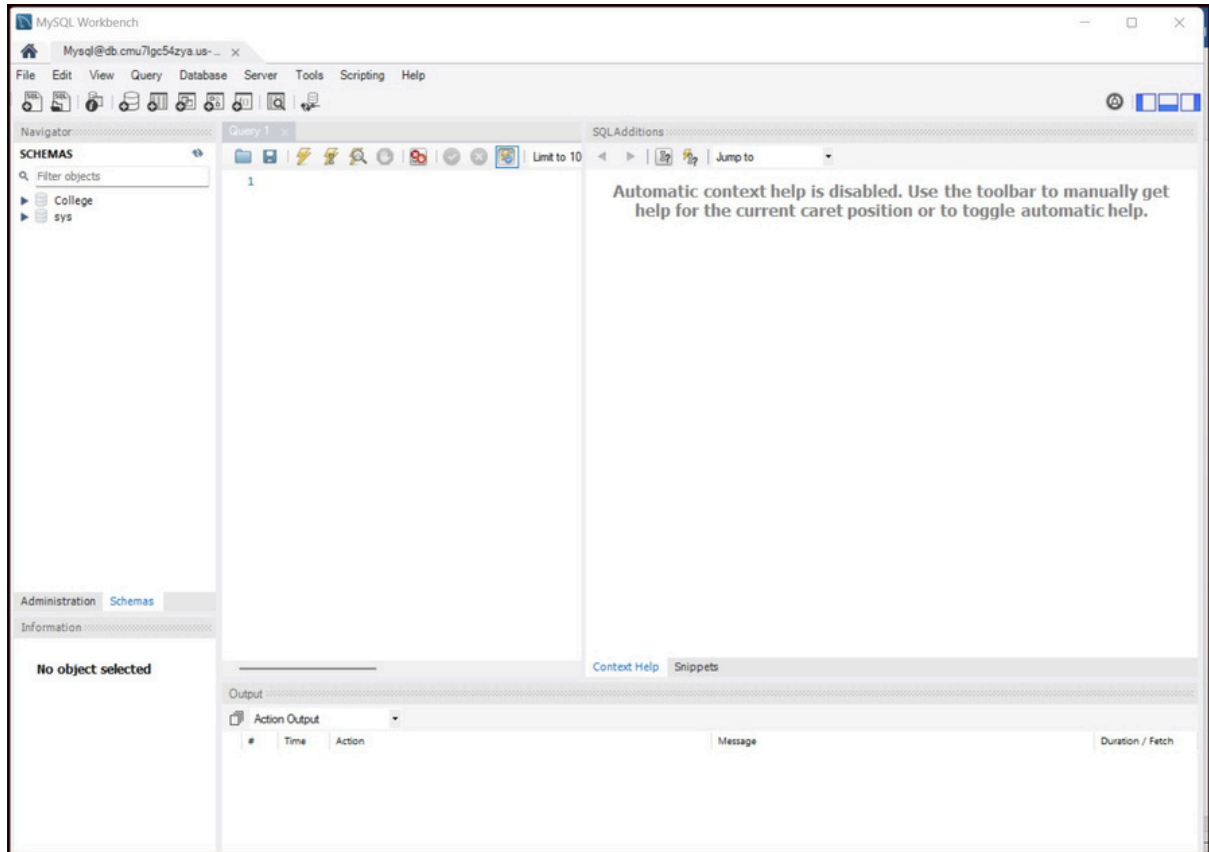 MySQL Workbench
Mysql@db.cmu7lgc54zya.us-...
File Edit View Query Database Server Tools Scripting Help
Navigator
SCHEMAS
Filter objects
College
sys
Administration Schemas
Information
No object selected
Query 1
Limit to 10
1
SQLAdditions
Jump to
Automatic context help is disabled. Use the toolbar to manually get
help for the current caret position or to toggle automatic help.
Context Help Snippets
Output
Action Output
# Time Action Message Duration / Fetch